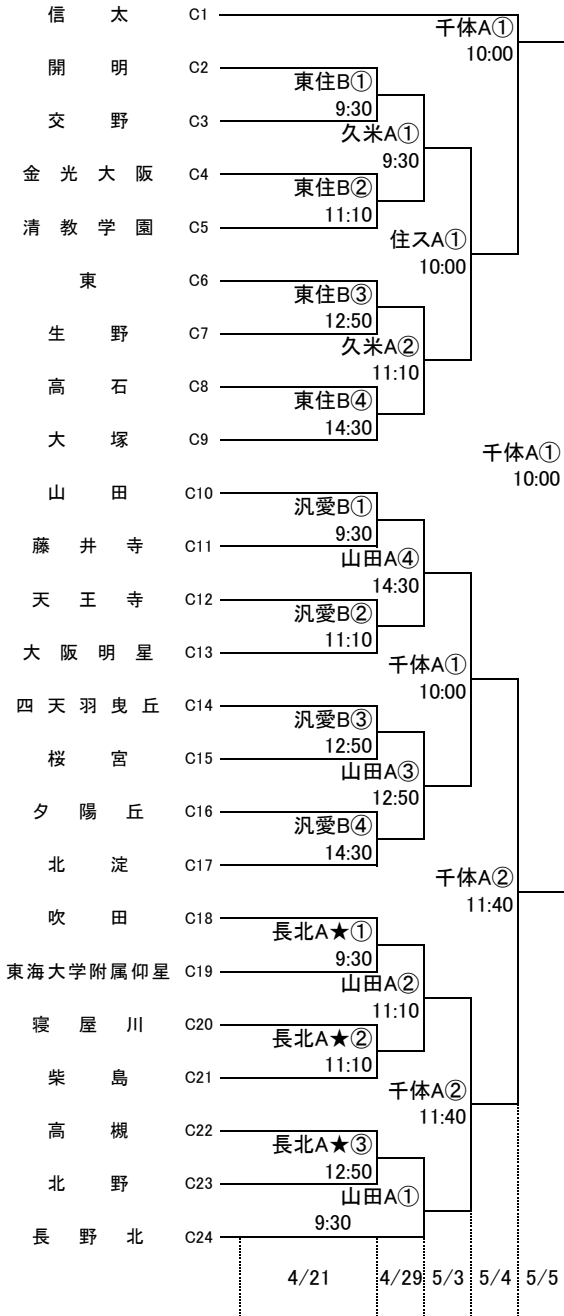 信太 C1
千体A①
10:00
開明 C2
東住B①
9:30
交野 C3
久米A①
9:30
金光大阪 C4
東住B②
11:10
清教学園 C5
住スA①
10:00
東 C6
東住B③
12:50
生野 C7
久米A②
11:10
高石 C8
東住B④
14:30
大塚 C9
千体A①
10:00
山田 C10
汎愛B①
9:30
藤井寺 C11
山田A④
14:30
天王寺 C12
汎愛B②
11:10
大阪明星 C13
千体A①
10:00
四天羽曳丘 C14
汎愛B③
12:50
桜宮 C15
山田A③
12:50
夕陽丘 C16
汎愛B④
14:30
北淀 C17
千体A②
11:40
吹田 C18
長北A★①
9:30
東海大学附属仰星 C19
山田A②
11:10
寝屋川 C20
長北A★②
11:10
柴島 C21
千体A②
11:40
高槻 C22
長北A★③
12:50
北野 C23
山田A①
9:30
長野北 C24
4/21 4/29 5/3 5/4 5/5